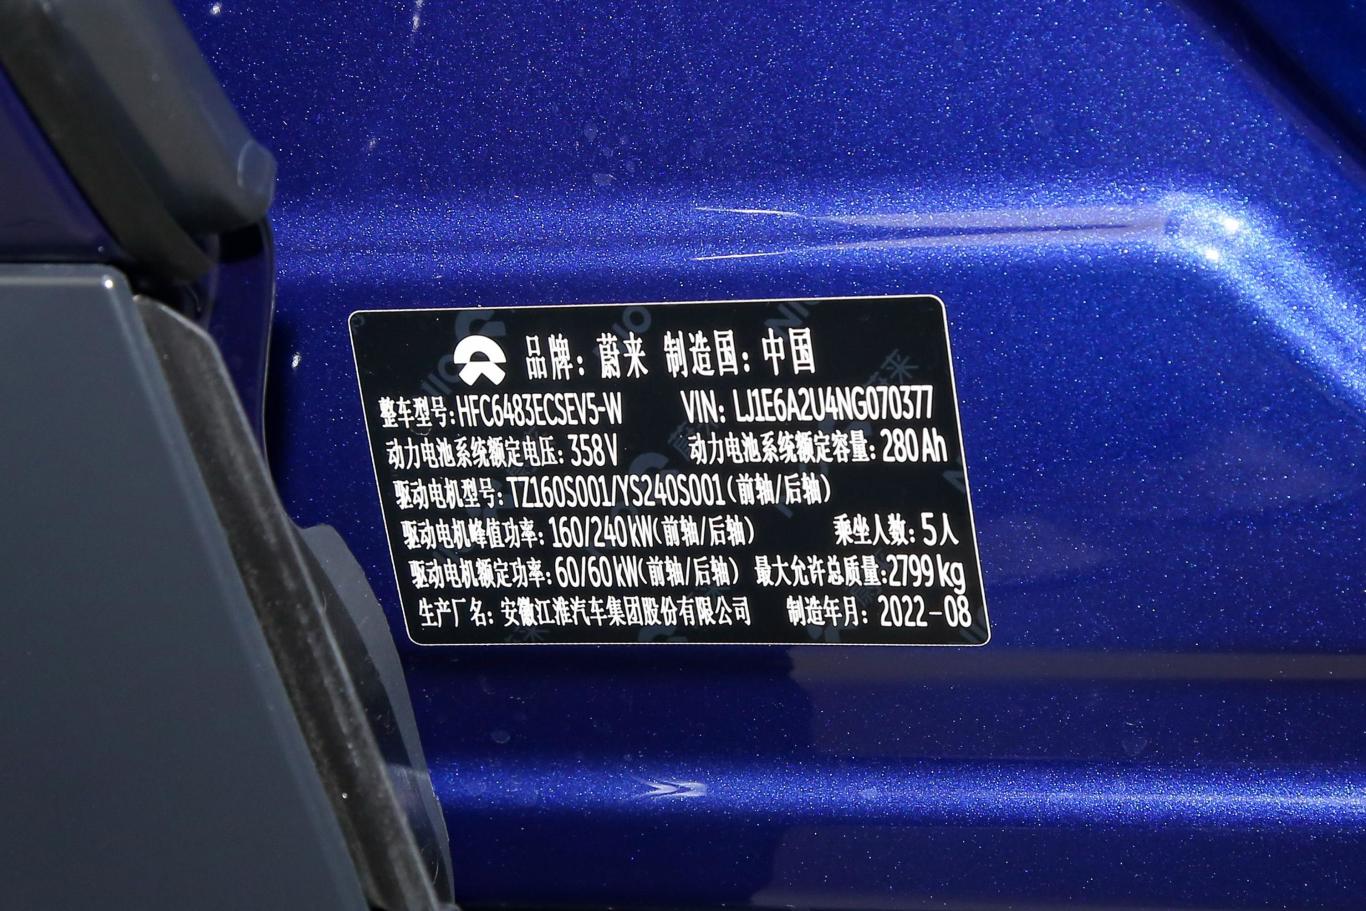 品牌：蔚来 制造国：中国
整车型号：HFC6483ECSEV5-W VIN：LJ1E6A2U4NG070377
动力电池系统额定电压：358V 动力电池系统额定容量：280Ah
驱动电机型号：TZ160S001/YS240S001(前轴/后轴)
驱动电机峰值功率：160/240kW(前轴/后轴) 乘坐人数：5人
驱动电机额定功率：60/60kW(前轴/后轴) 最大允许总质量：2799kg
生产厂名：安徽江淮汽车集团股份有限公司 制造年月：2022-08